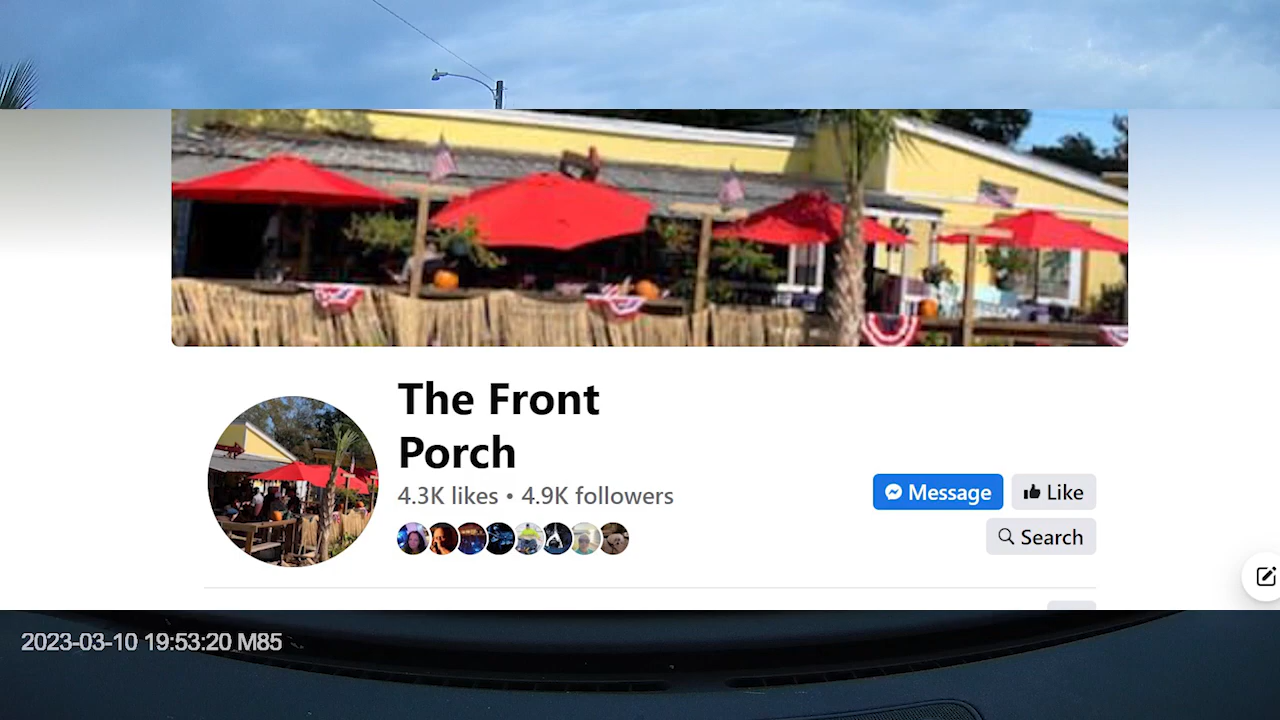 The Front
Porch
4.3K likes • 4.9K followers
Message
Like
Search
2023-03-10 19:53:20 M85